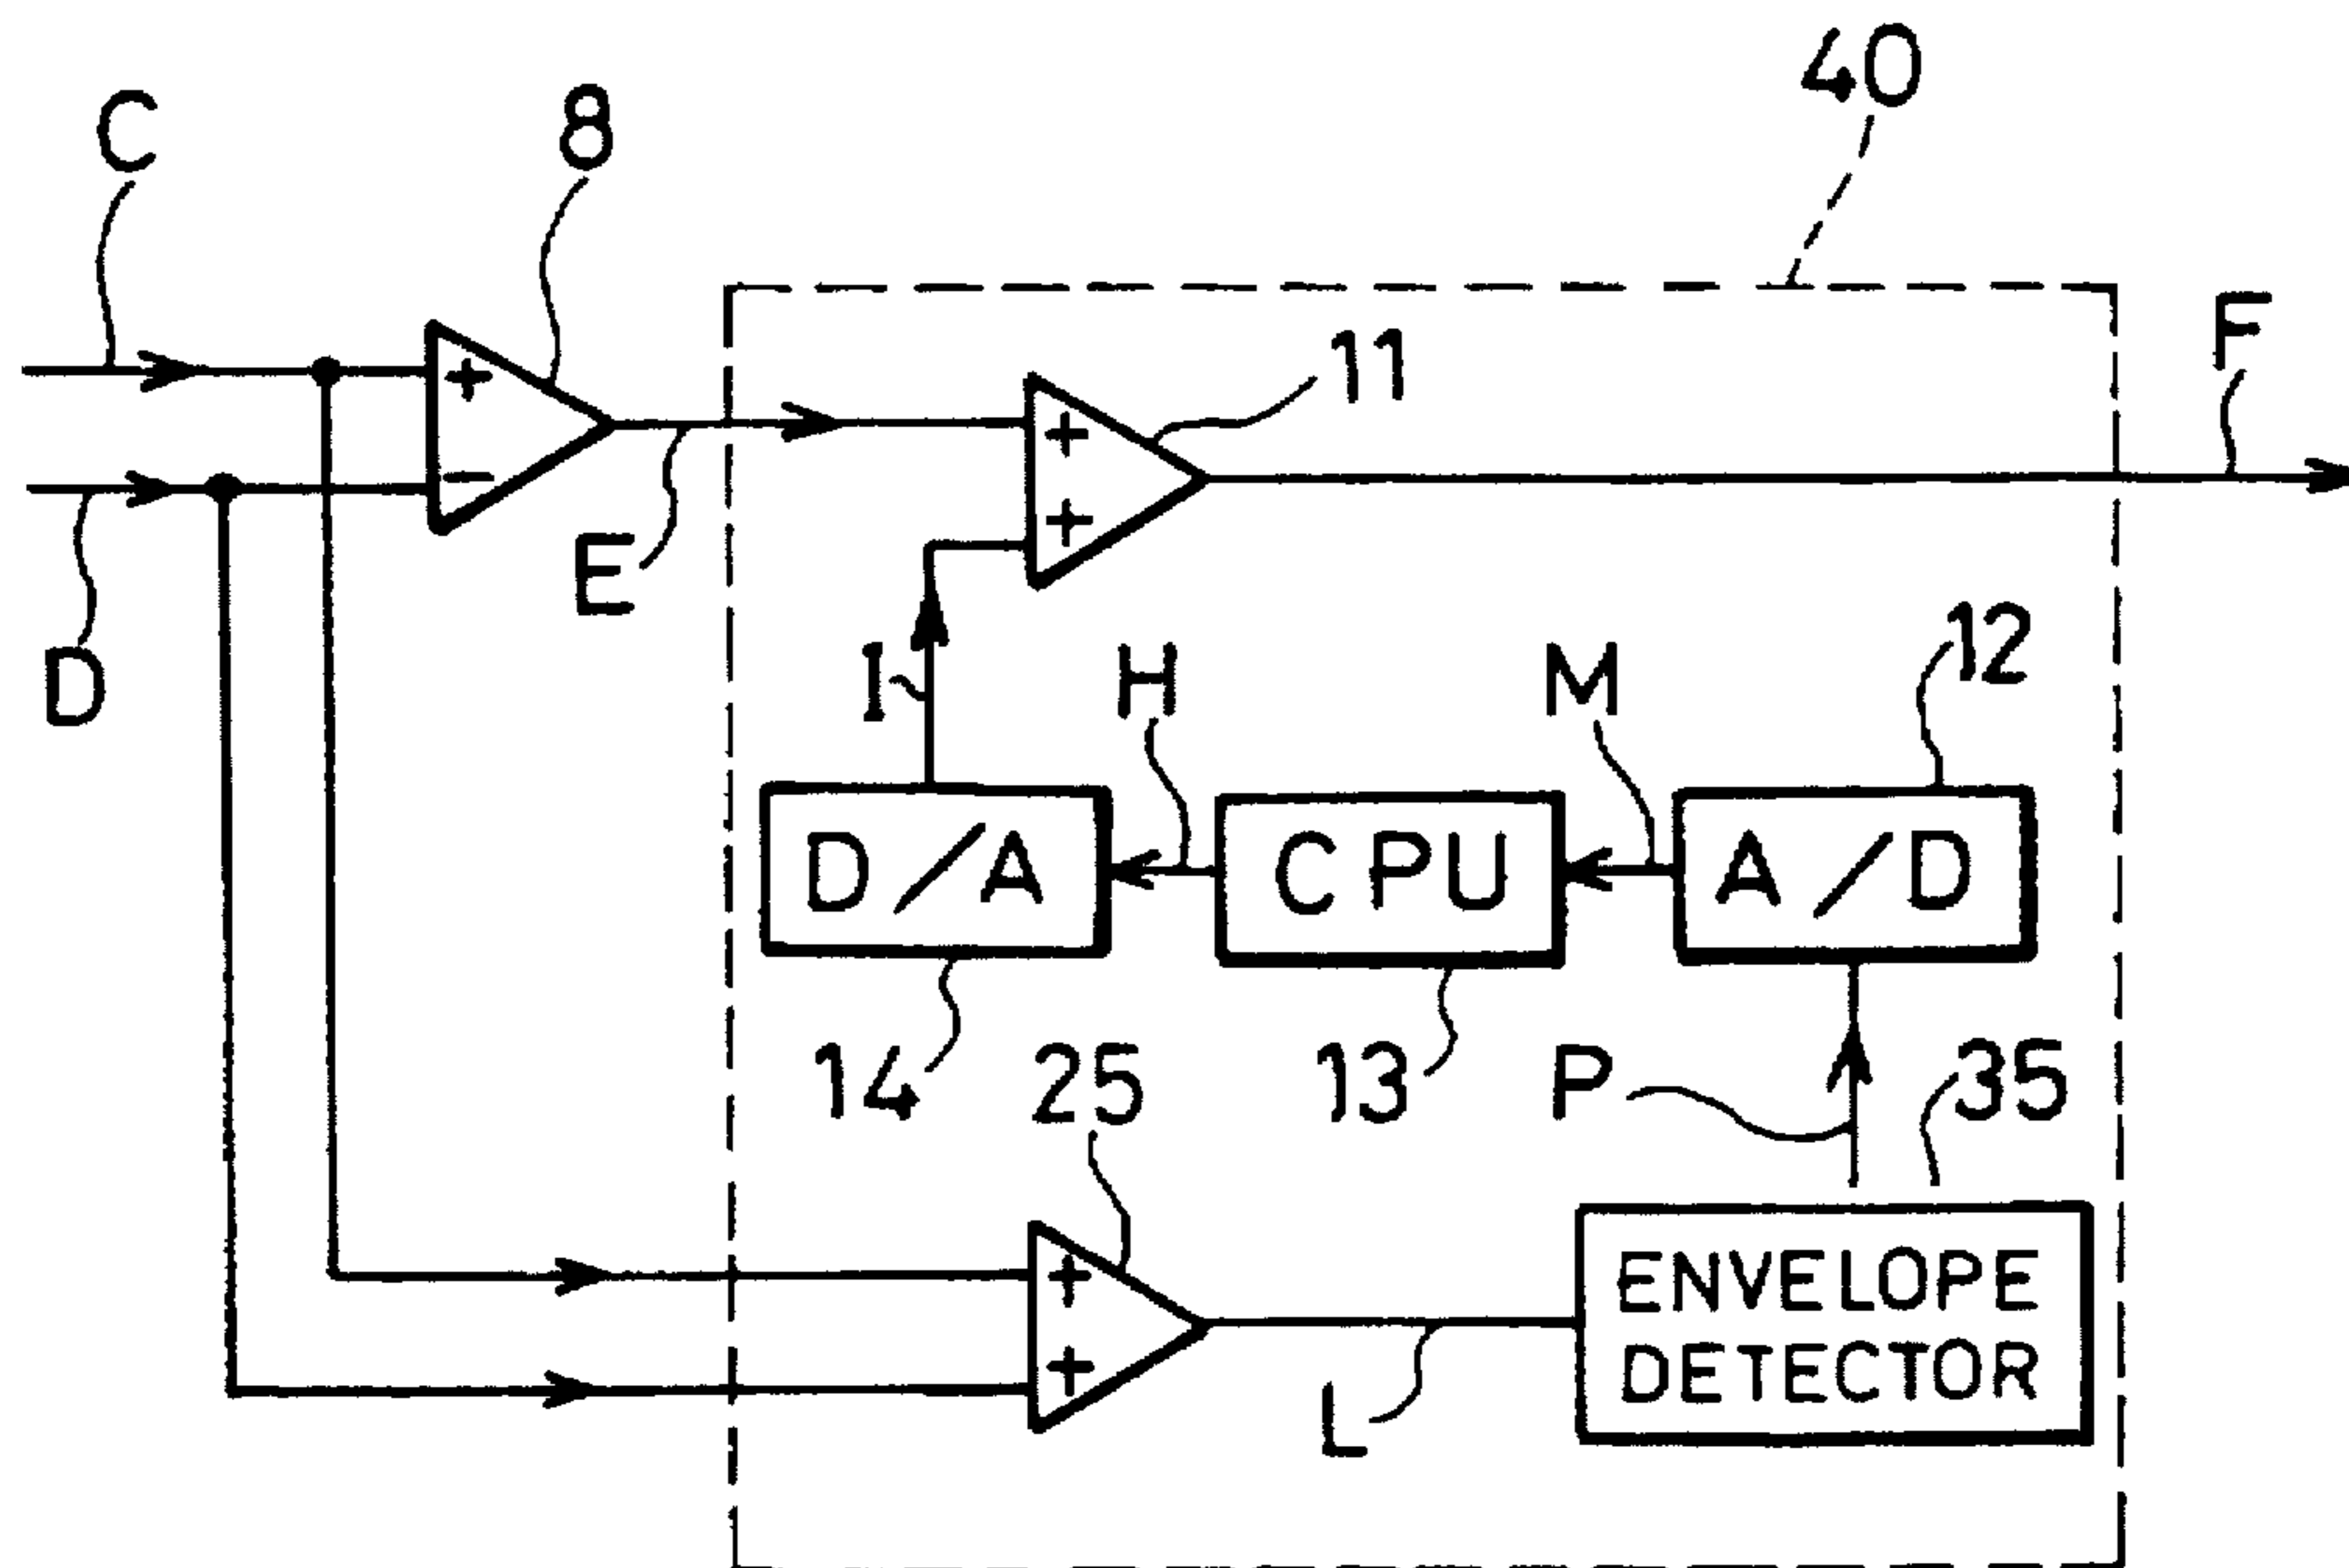 40
C
8
F
11
E
12
D
I
H
M
D/A
CPU
A/D
14
25
13
P
35
ENVELOPE
DETECTOR
L
+
−
+
+
+
+